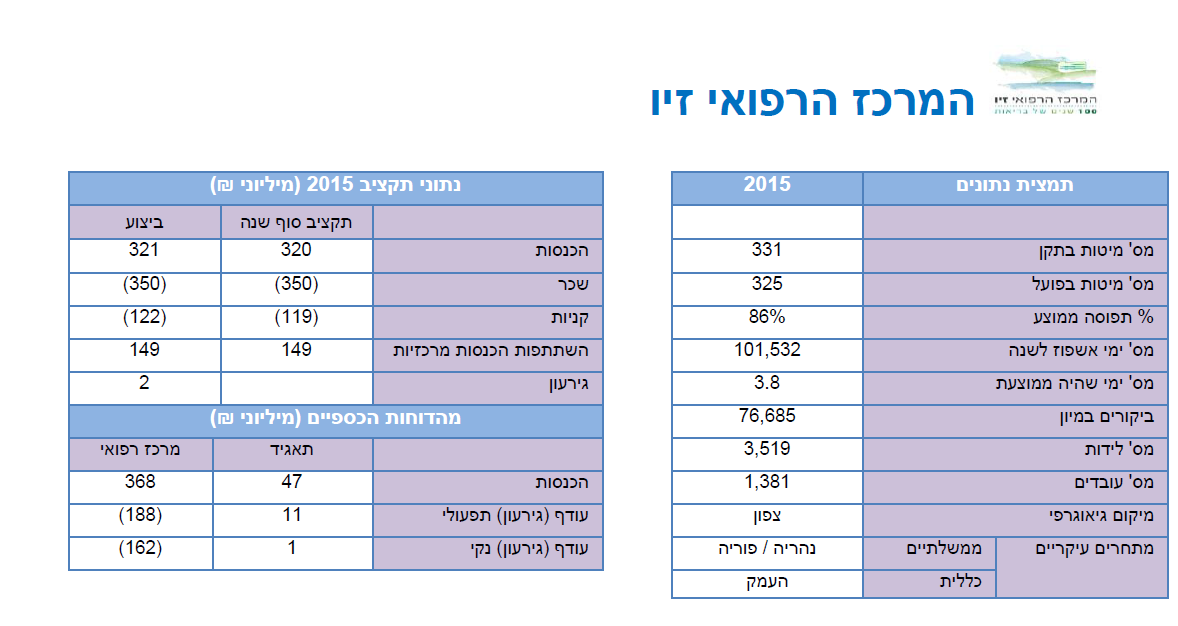 המרכז הרפואי זיו
המרכז הרפואי זיו
של בריאות
תמצית נתונים 2015
מס' מיטות בתקן 331
מס' מיטות בפועל 325
% תפוסה ממוצע 86%
מס' ימי אשפוז לשנה 101,532
מס' ימי שהיה ממוצעת 3.8
ביקורים במיון 76,685
מס' לידות 3,519
מס' עובדים 1,381
מיקום גיאוגרפי צפון
מתחרים עיקריים ממשלתיים נהריה / פוריה
כללית העמק
נתוני תקציב 2015 (מיליוני ₪)
תקציב סוף שנה ביצוע
הכנסות 320 321
שכר (350) (350)
קניות (119) (122)
השתתפות הכנסות מרכזיות 149 149
גירעון 2
מהדוחות הכספיים (מיליוני ₪)
תאגיד מרכז רפואי
הכנסות 47 368
עודף (גירעון) תפעולי 11 (188)
עודף (גירעון) נקי 1 (162)